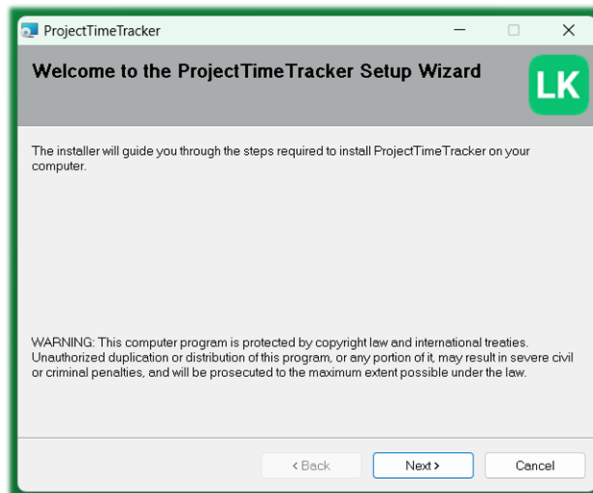 ProjectTimeTracker
Welcome to the ProjectTimeTracker Setup Wizard
LK
The installer will guide you through the steps required to install ProjectTimeTracker on your
computer.
WARNING: This computer program is protected by copyright law and international treaties.
Unauthorized duplication or distribution of this program, or any portion of it, may result in severe civil
or criminal penalties, and will be prosecuted to the maximum extent possible under the law.
< Back Next > Cancel